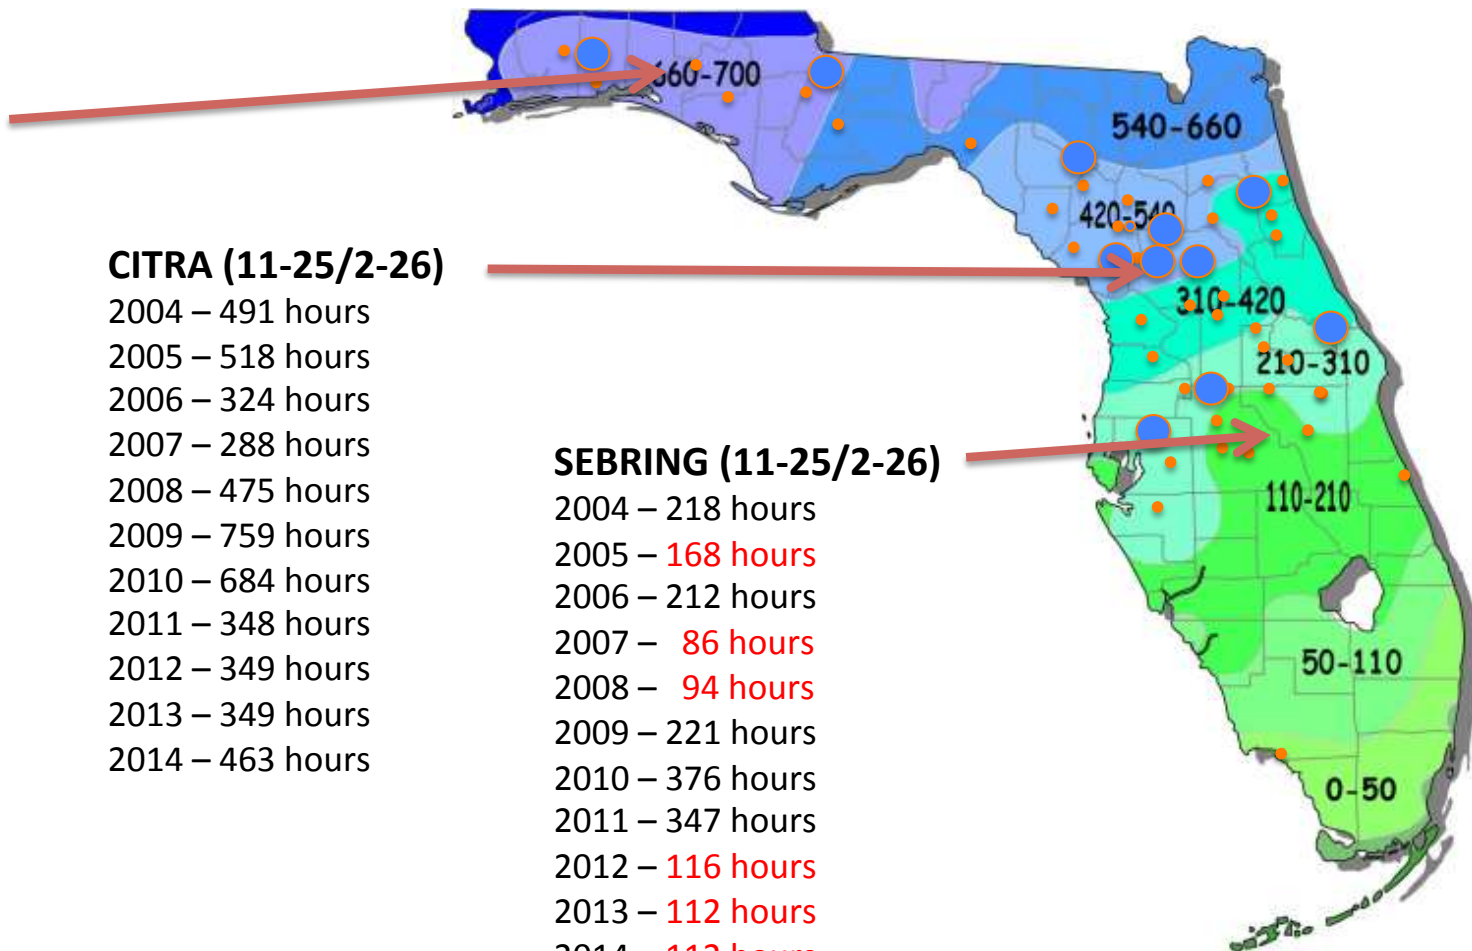 660-700
540-660
420-540
310-420
210-310
110-210
50-110
0-50
CITRA (11-25/2-26)
2004 – 491 hours
2005 – 518 hours
2006 – 324 hours
2007 – 288 hours
2008 – 475 hours
2009 – 759 hours
2010 – 684 hours
2011 – 348 hours
2012 – 349 hours
2013 – 349 hours
2014 – 463 hours
SEBRING (11-25/2-26)
2004 – 218 hours
2005 – 168 hours
2006 – 212 hours
2007 – 86 hours
2008 – 94 hours
2009 – 221 hours
2010 – 376 hours
2011 – 347 hours
2012 – 116 hours
2013 – 112 hours
2014 – 112 hours